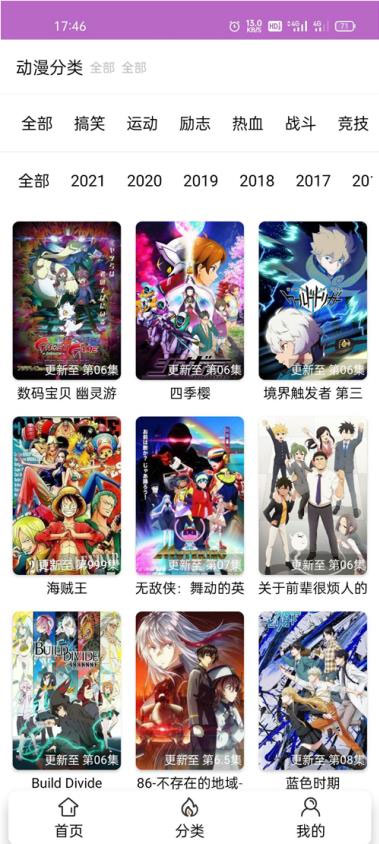 17:46
13.0 KB/S HD 4G 4G 71
动漫分类 全部 全部
全部 搞笑 运动 励志 热血 战斗 竞技
全部 2021 2020 2019 2018 2017
更新至 第06集
更新至 第06集
更新至 第06集
数码宝贝 幽灵游
四季樱
境界触发者 第三
更新至 第999集
更新至 第07集
更新至 第06集
海贼王
无敌侠：舞动的英
关于前辈很烦人的
BUILD DIVIDE
更新至 第06集
更新至 第6.5集
更新至 第08集
Build Divide
86-不存在的地域-
蓝色时期
首页
分类
我的